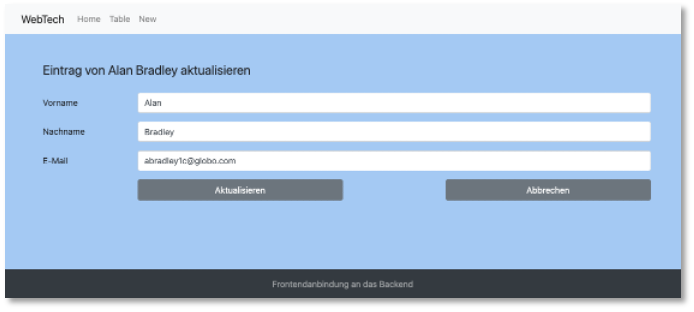 WebTech Home Table New
Eintrag von Alan Bradley aktualisieren
Vorname Alan
Nachname Bradley
E-Mail abradley1c@globo.com
Aktualisieren Abbrechen
Frontendanbindung an das Backend